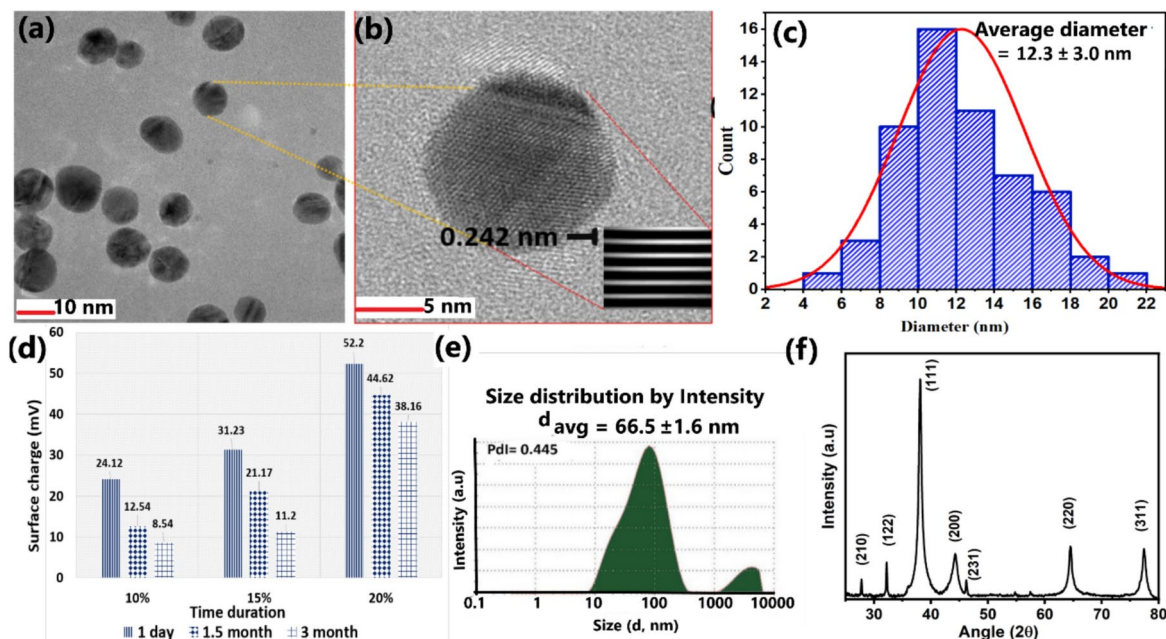 (a)
10 nm
(b)
0.242 nm
5 nm
(c)
Average diameter
= 12.3 ± 3.0 nm
16
14
12
10
8
6
4
2
0
Count
2 4 6 8 10 12 14 16 18 20 22
Diameter (nm)
(d)
60
50
40
30
20
10
0
Surface charge (mV)
24.12
12.54
8.54
31.23
21.17
11.2
52.2
44.62
38.16
10% 15% 20%
Time duration
1 day 1.5 month 3 month
(e)
Size distribution by Intensity
d avg = 66.5 ±1.6 nm
PdI= 0.445
Intensity (a.u)
0.1 1 10 100 1000 10000
Size (d, nm)
(f)
Intensity (a.u)
(210)
(122)
(111)
(200)
(231)
(220)
(311)
30 40 50 60 70 80
Angle (2θ)